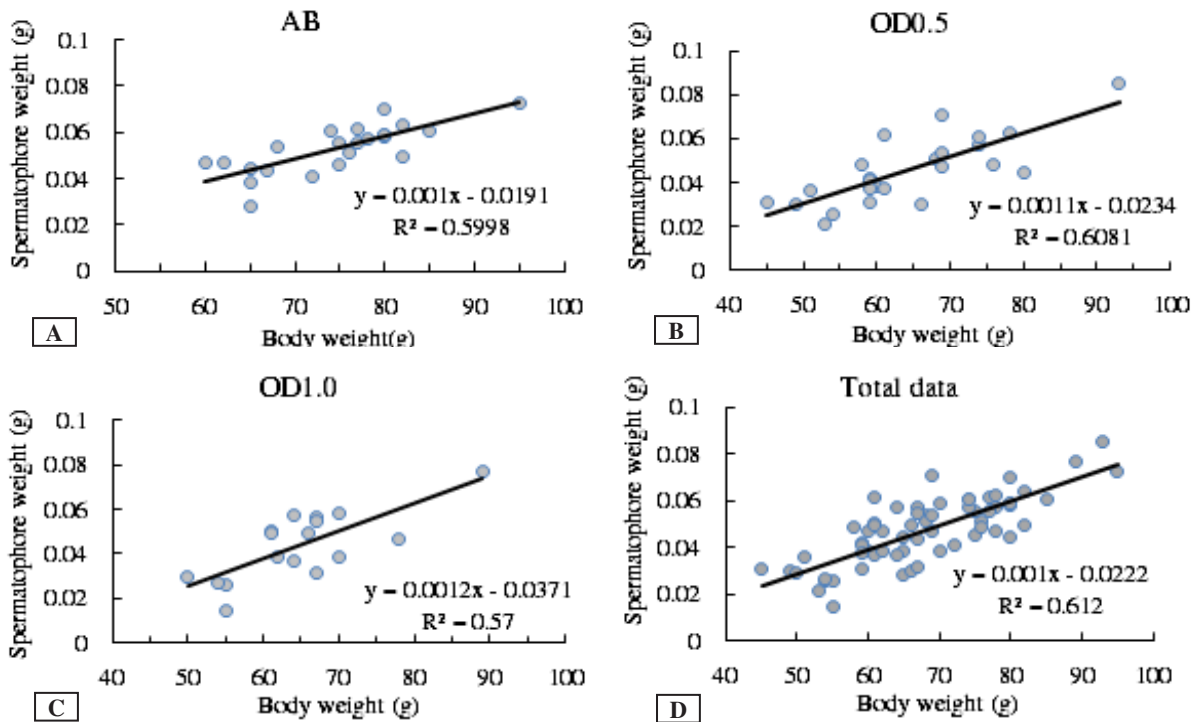 AB
Spermatophore weight (g)
0.1
0.08
0.06
0.04
0.02
0
y = 0.001x - 0.0191
R² = 0.5998
50 60 70 80 90 100
Body weight(g)
A
OD0.5
Spermatophore weight (g)
0.1
0.08
0.06
0.04
0.02
0
y = 0.0011x - 0.0234
R² = 0.6081
40 50 60 70 80 90 100
Body weight (g)
B
OD1.0
Spermatophore weight (g)
0.1
0.08
0.06
0.04
0.02
0
y = 0.0012x - 0.0371
R² = 0.57
40 50 60 70 80 90 100
Body weight (g)
C
Total data
Spermatophore weight (g)
0.1
0.08
0.06
0.04
0.02
0
y = 0.001x - 0.0222
R² = 0.612
40 50 60 70 80 90 100
Body weight (g)
D